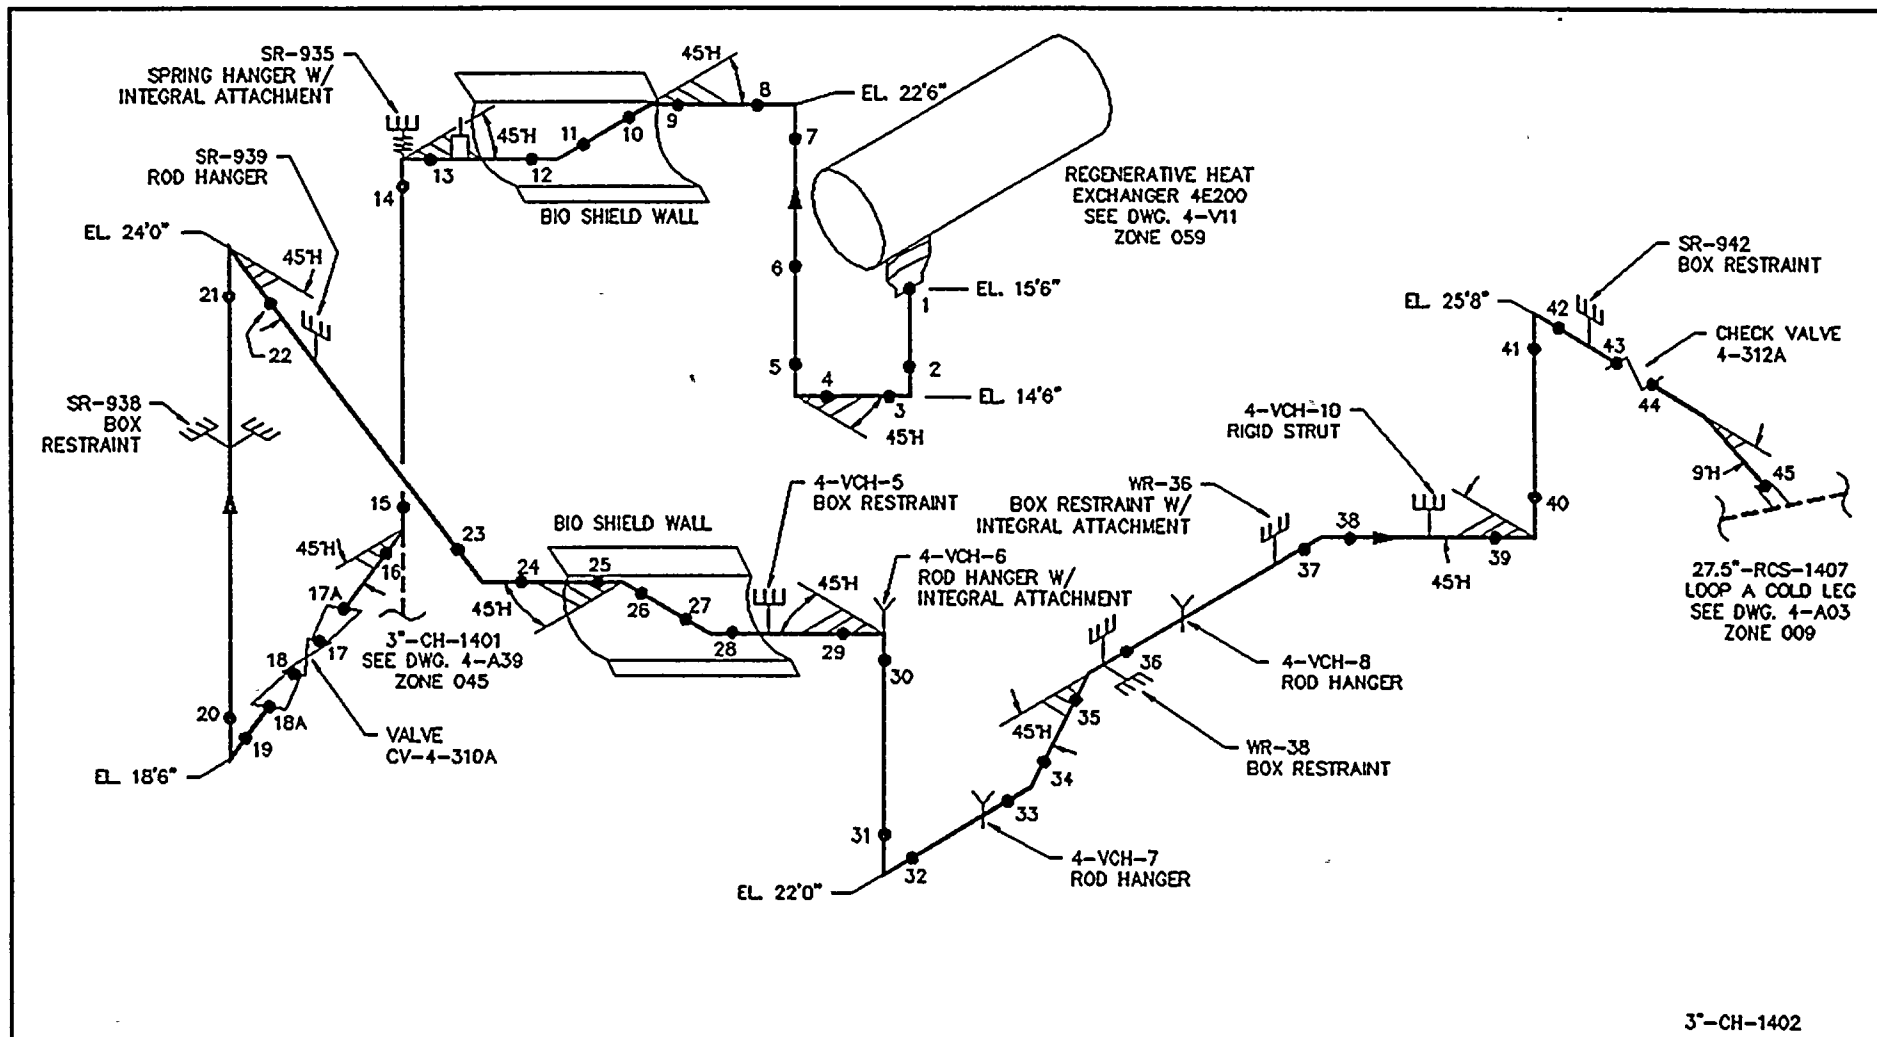 SR-935
SPRING HANGER W/
INTEGRAL ATTACHMENT
45°H
8
EL. 22'6"
9
10
11
45°H
12
13
7
SR-939
ROD HANGER
14
BIO SHIELD WALL
REGENERATIVE HEAT
EXCHANGER 4E200
SEE DWG. 4-V11
ZONE 059
EL. 24'0"
45°H
21
22
6
1
EL. 15'6"
5
4
3
2
EL. 14'6"
45°H
SR-942
BOX RESTRAINT
EL. 25'8"
42
41
43
CHECK VALVE
4-312A
44
SR-938
BOX
RESTRAINT
4-VCH-10
RIGID STRUT
9°H
45
15
4-VCH-5
BOX RESTRAINT
WR-36
BOX RESTRAINT W/
INTEGRAL ATTACHMENT
40
38
39
45°H
37
BIO SHIELD WALL
23
45°H
16
24
25
45°H
26
27
28
45°H
29
4-VCH-6
ROD HANGER W/
INTEGRAL ATTACHMENT
27.5"-RCS-1407
LOOP A COLD LEG
SEE DWG. 4-A03
ZONE 009
17A
17
3"-CH-1401
SEE DWG. 4-A39
ZONE 045
18
18A
30
36
4-VCH-8
ROD HANGER
35
45°H
20
19
VALVE
CV-4-310A
EL. 18'6"
34
WR-38
BOX RESTRAINT
33
31
32
4-VCH-7
ROD HANGER
EL. 22'0"
3"-CH-1402